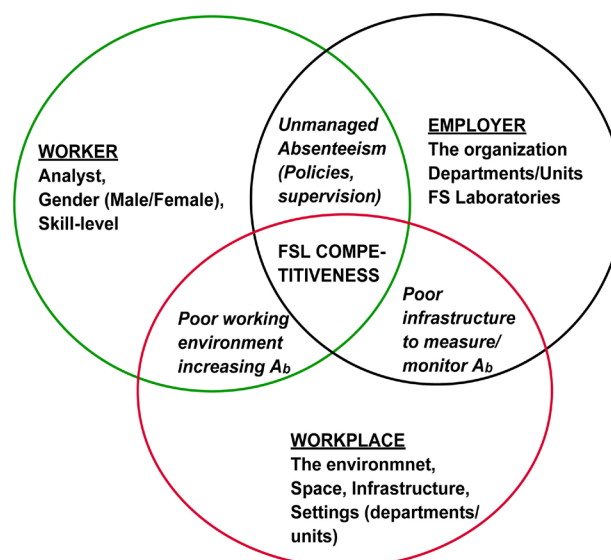 WORKER
Analyst,
Gender (Male/Female),
Skill-level
Unmanaged
Absenteeism
(Policies,
supervision)
EMPLOYER
The organization
Departments/Units
FS Laboratories
FSL COMPE-
TITIVENESS
Poor working
environment
increasing Ab
Poor
infrastructure
to measure/
monitor Ab
WORKPLACE
The environmnet,
Space, Infrastructure,
Settings (departments/
units)